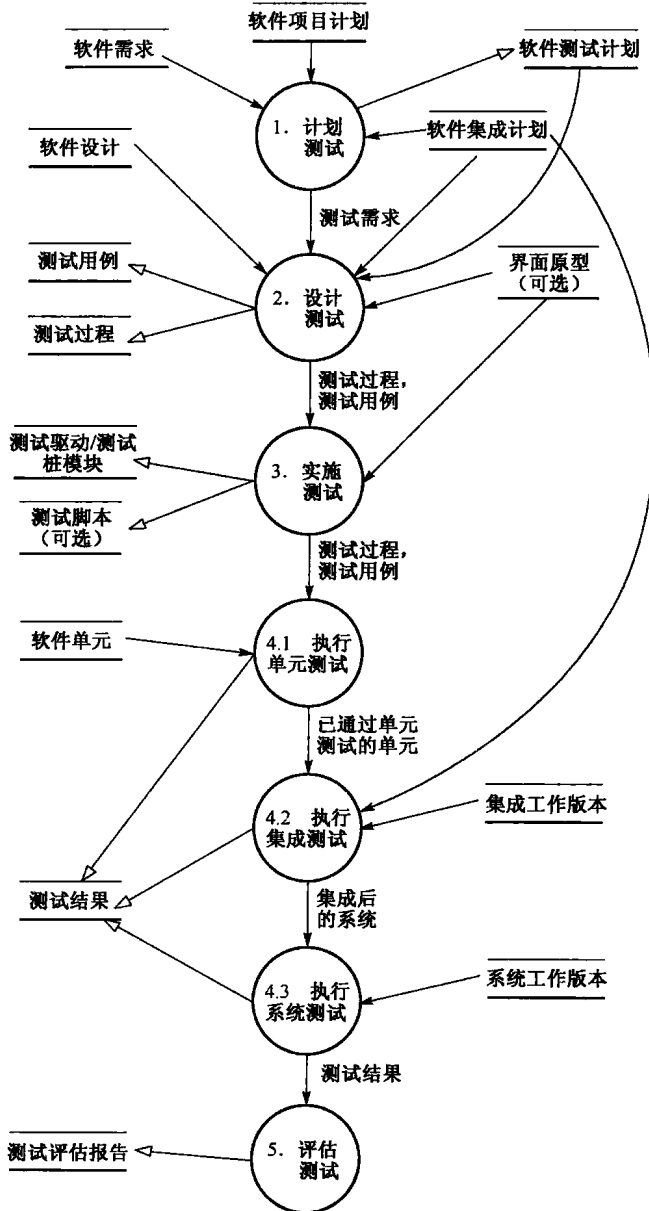 软件项目计划
软件需求
软件测试计划
1. 计划
测试
软件集成计划
软件设计
测试需求
测试用例
界面原型
（可选）
2. 设计
测试
测试过程
测试过程，
测试用例
测试驱动/测试
桩模块
3. 实施
测试
测试脚本
（可选）
测试过程，
测试用例
软件单元
4.1 执行
单元测试
已通过单元
测试的单元
4.2 执行
集成测试
集成工作版本
测试结果
集成后
的系统
4.3 执行
系统测试
系统工作版本
测试结果
测试评估报告
5. 评估
测试